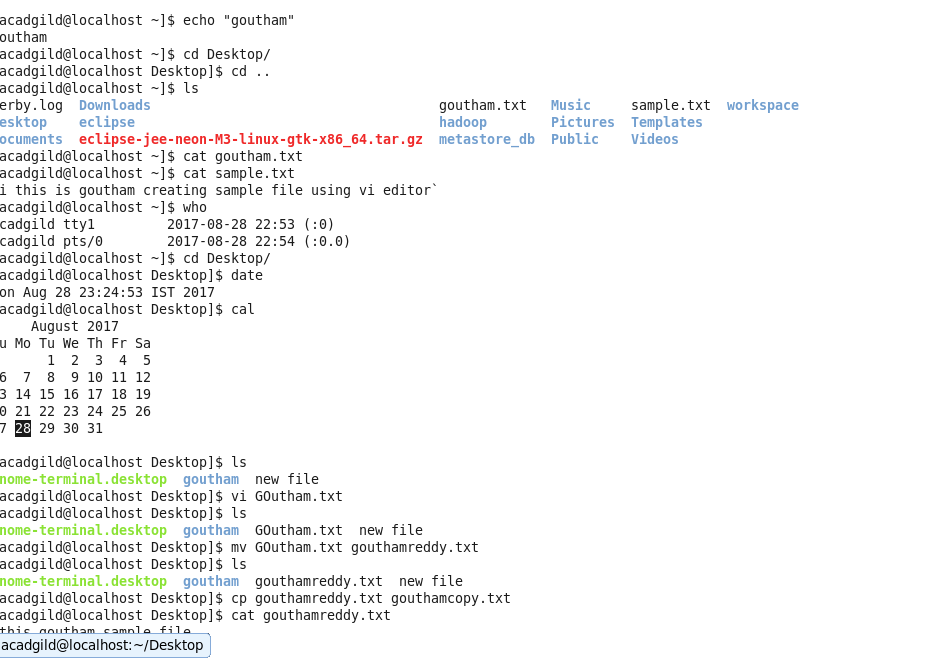 acadgild@localhost ~]$ echo "goutham"
outham
acadgild@localhost ~]$ cd Desktop/
acadgild@localhost Desktop]$ cd ..
acadgild@localhost ~]$ ls
erby.log  Downloads                                    goutham.txt   Music     sample.txt  workspace
esktop    eclipse                                      hadoop        Pictures  Templates
ocuments  eclipse-jee-neon-M3-linux-gtk-x86_64.tar.gz  metastore_db  Public    Videos
acadgild@localhost ~]$ cat goutham.txt
acadgild@localhost ~]$ cat sample.txt
i this is goutham creating sample file using vi editor`
acadgild@localhost ~]$ who
cadgild tty1         2017-08-28 22:53 (:0)
cadgild pts/0        2017-08-28 22:54 (:0.0)
acadgild@localhost ~]$ cd Desktop/
acadgild@localhost Desktop]$ date
on Aug 28 23:24:53 IST 2017
acadgild@localhost Desktop]$ cal
    August 2017
u Mo Tu We Th Fr Sa
      1  2  3  4  5
6  7  8  9 10 11 12
3 14 15 16 17 18 19
0 21 22 23 24 25 26
7 28 29 30 31
acadgild@localhost Desktop]$ ls
nome-terminal.desktop  goutham  new file
acadgild@localhost Desktop]$ vi GOutham.txt
acadgild@localhost Desktop]$ ls
nome-terminal.desktop  goutham  GOutham.txt  new file
acadgild@localhost Desktop]$ mv GOutham.txt gouthamreddy.txt
acadgild@localhost Desktop]$ ls
nome-terminal.desktop  goutham  gouthamreddy.txt  new file
acadgild@localhost Desktop]$ cp gouthamreddy.txt gouthamcopy.txt
acadgild@localhost Desktop]$ cat gouthamreddy.txt
this goutham sample file
acadgild@localhost:~/Desktop